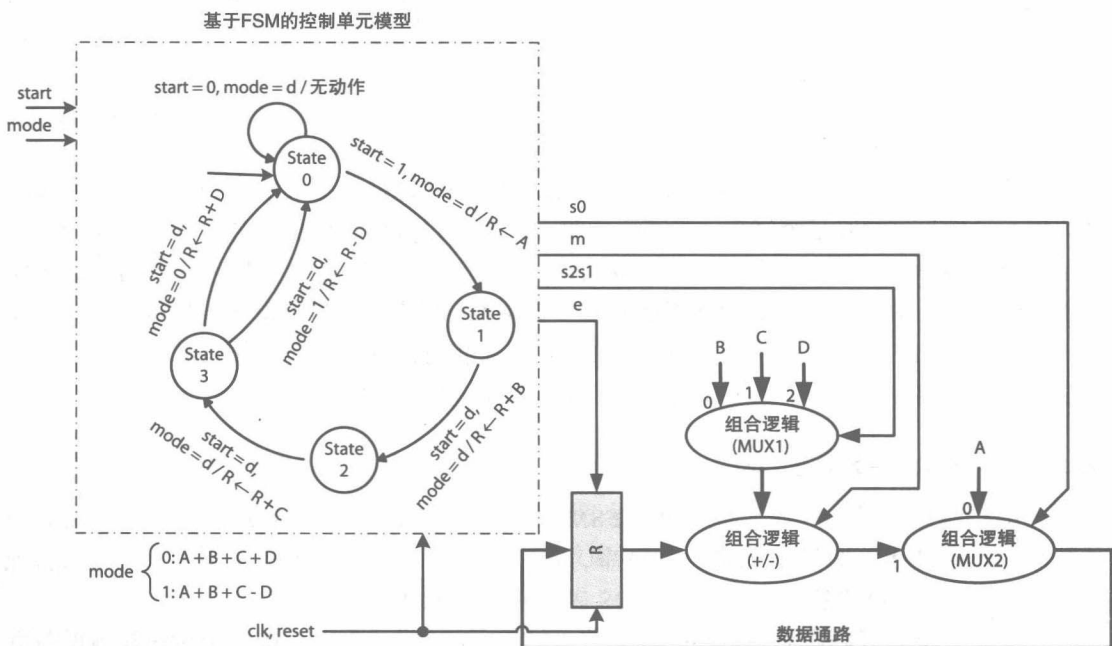 基于FSM的控制单元模型
start
mode
start = 0, mode = d / 无动作
State
0
start = 1, mode = d / R ← A
start = d,
mode = 0 / R ← R + D
start = d,
mode = 1 / R ← R - D
State
1
State
3
State
2
start = d,
mode = d / R ← R + B
start = d,
mode = d / R ← R + C
s0
m
s2s1
e
B
C
D
0
1
2
组合逻辑
(MUX1)
A
0
R
组合逻辑
(+/-)
1
组合逻辑
(MUX2)
mode
0: A + B + C + D
1: A + B + C - D
clk, reset
数据通路